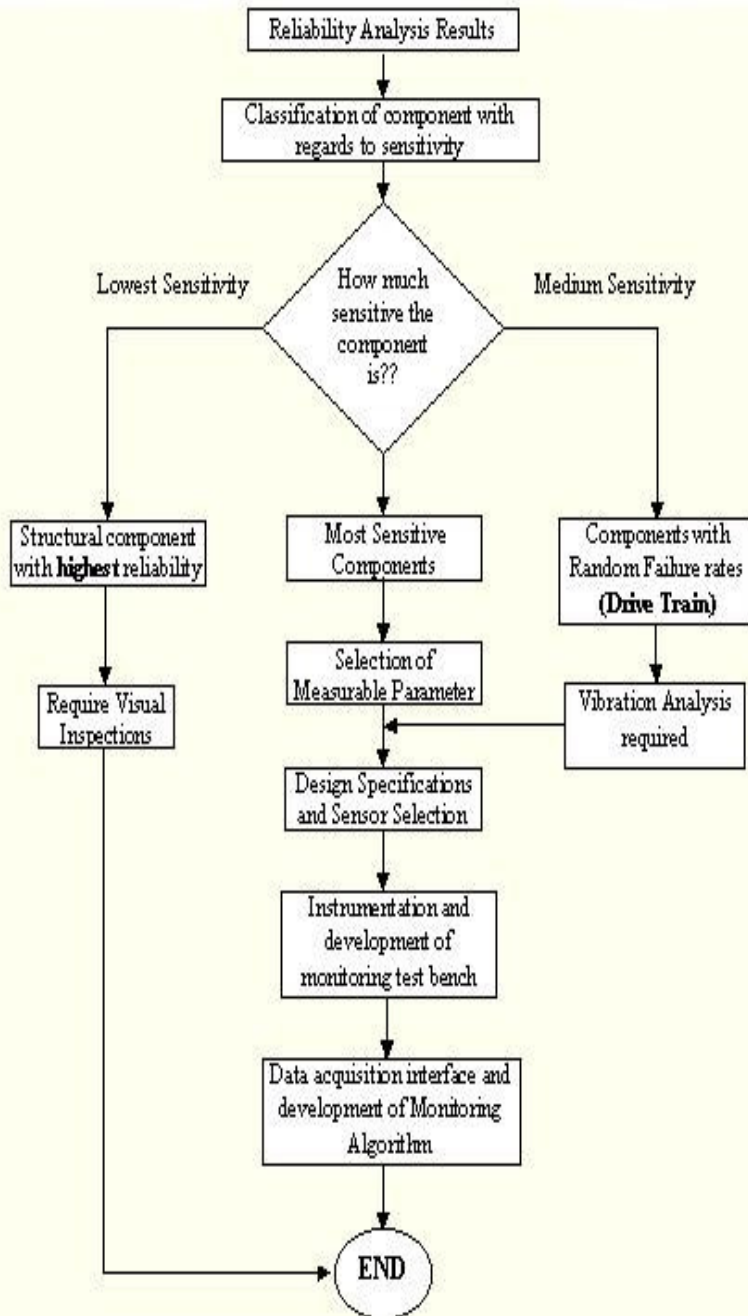 Reliability Analysis Results
Classification of component with
regards to sensitivity
Lowest Sensitivity
How much
sensitive the
component
is??
Medium Sensitivity
Structural component
with highest reliability
Most Sensitive
Components
Components with
Random Failure rates
(Drive Train)
Require Visual
Inspections
Selection of
Measurable Parameter
Vibration Analysis
required
Design Specifications
and Sensor Selection
Instrumentation and
development of
monitoring test bench
Data acquisition interface and
development of Monitoring
Algorithm
END